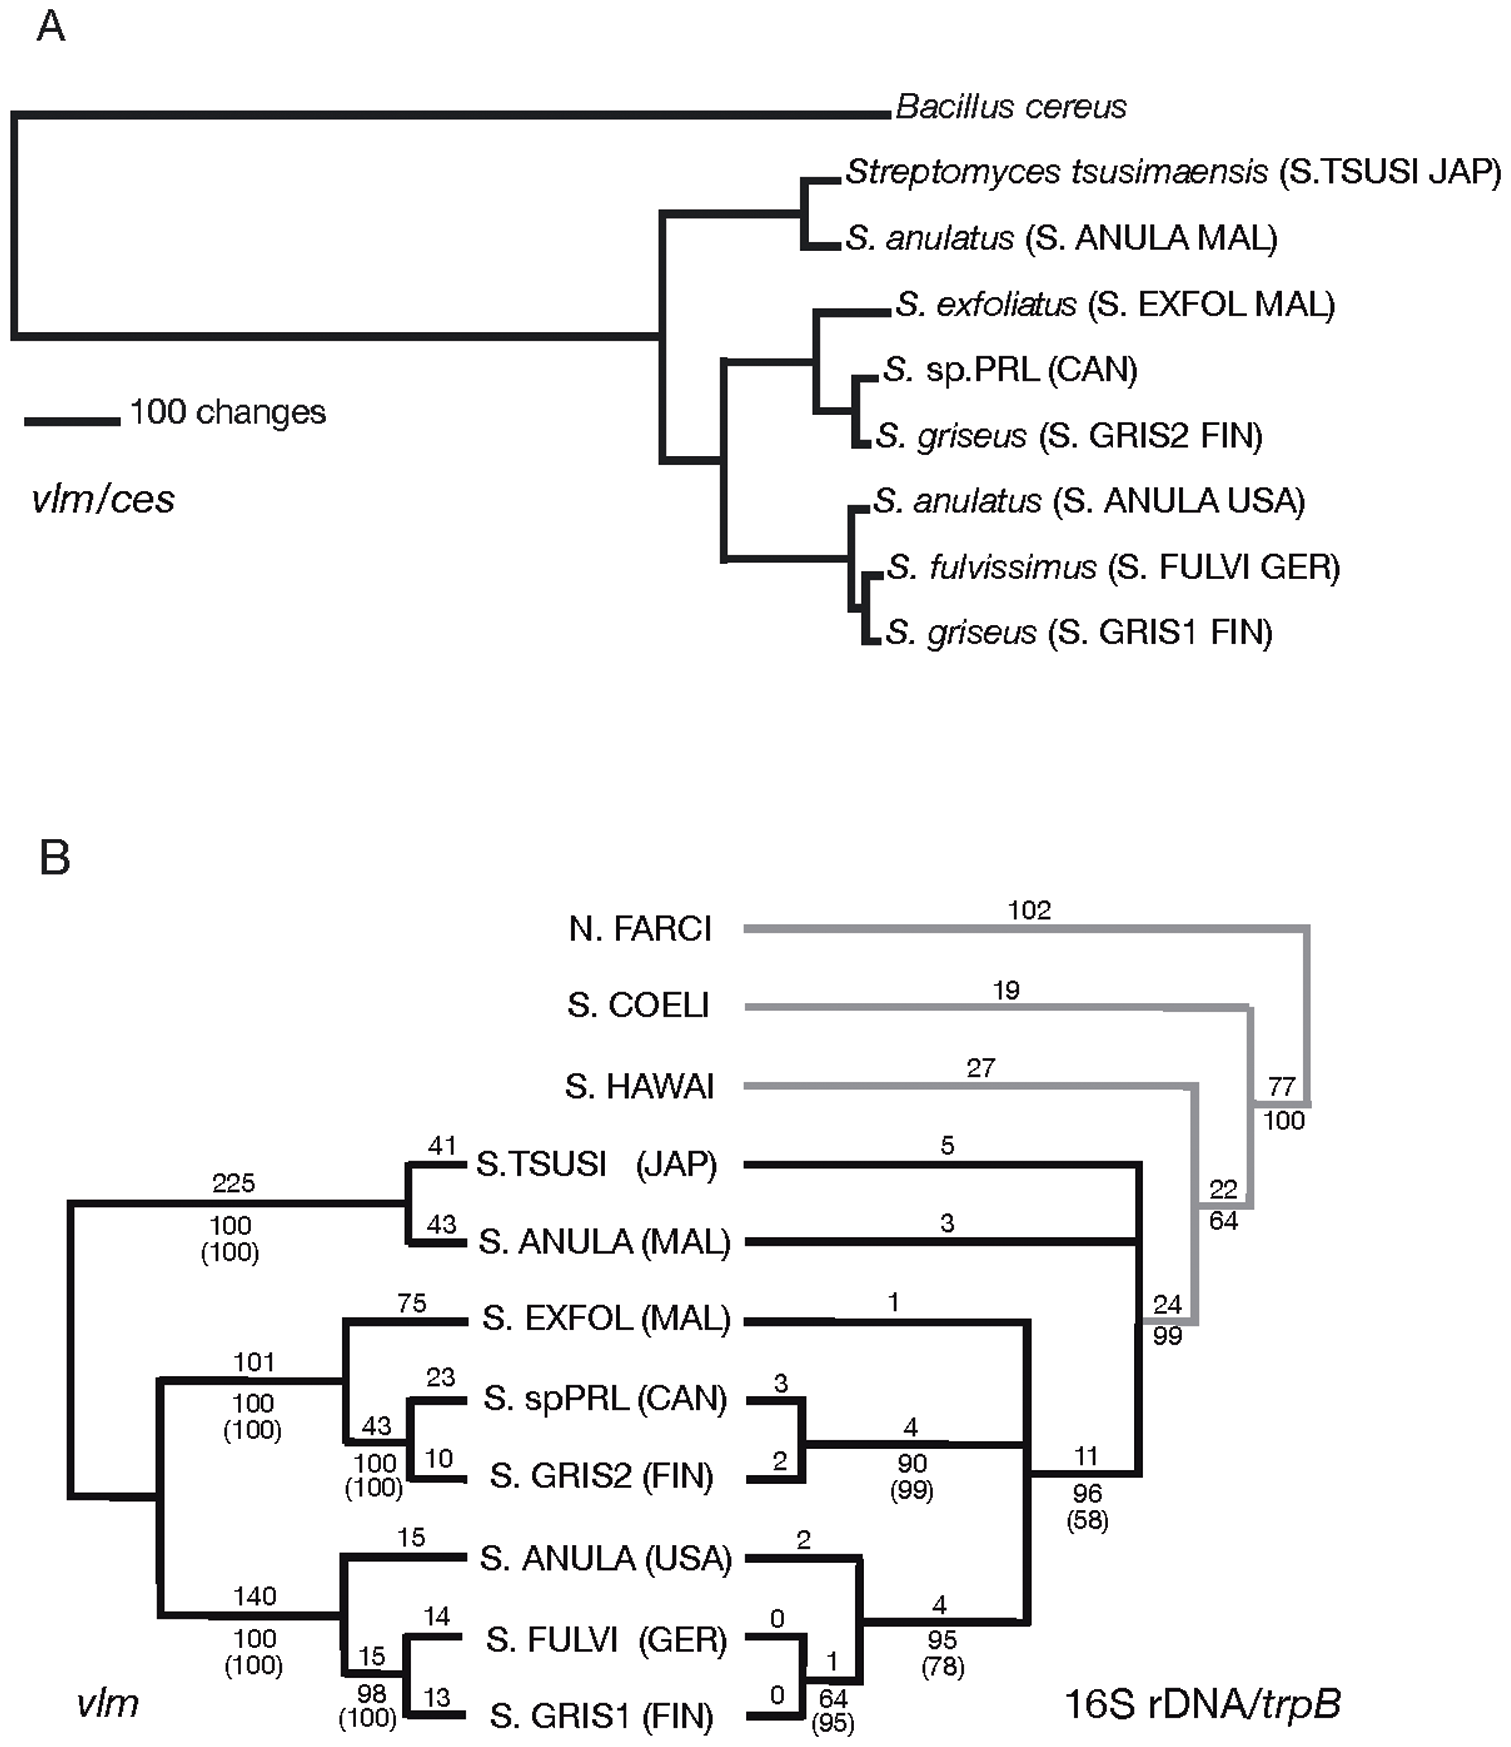 A
Bacillus cereus
Streptomyces tsusimaensis (S.TSUSI JAP)
S. anulatus (S. ANULA MAL)
S. exfoliatus (S. EXFOL MAL)
S. sp.PRL (CAN)
100 changes
S. griseus (S. GRIS2 FIN)
vlm/ces
S. anulatus (S. ANULA USA)
S. fulvissimus (S. FULVI GER)
S. griseus (S. GRIS1 FIN)
B
102
N. FARCI
19
S. COELI
27
S. HAWAI
77
100
41
5
S.TSUSI (JAP)
225
22
100
64
(100)
43
3
S. ANULA (MAL)
75
1
24
S. EXFOL (MAL)
99
101
100
(100)
23
3
S. spPRL (CAN)
43
4
100
90
(100)
(99)
10
2
S. GRIS2 (FIN)
11
96
(58)
15
2
S. ANULA (USA)
140
4
100
95
(100)
(78)
14
0
S. FULVI (GER)
15
1
98
64
(100)
(95)
13
0
S. GRIS1 (FIN)
vlm
16S rDNA/trpB